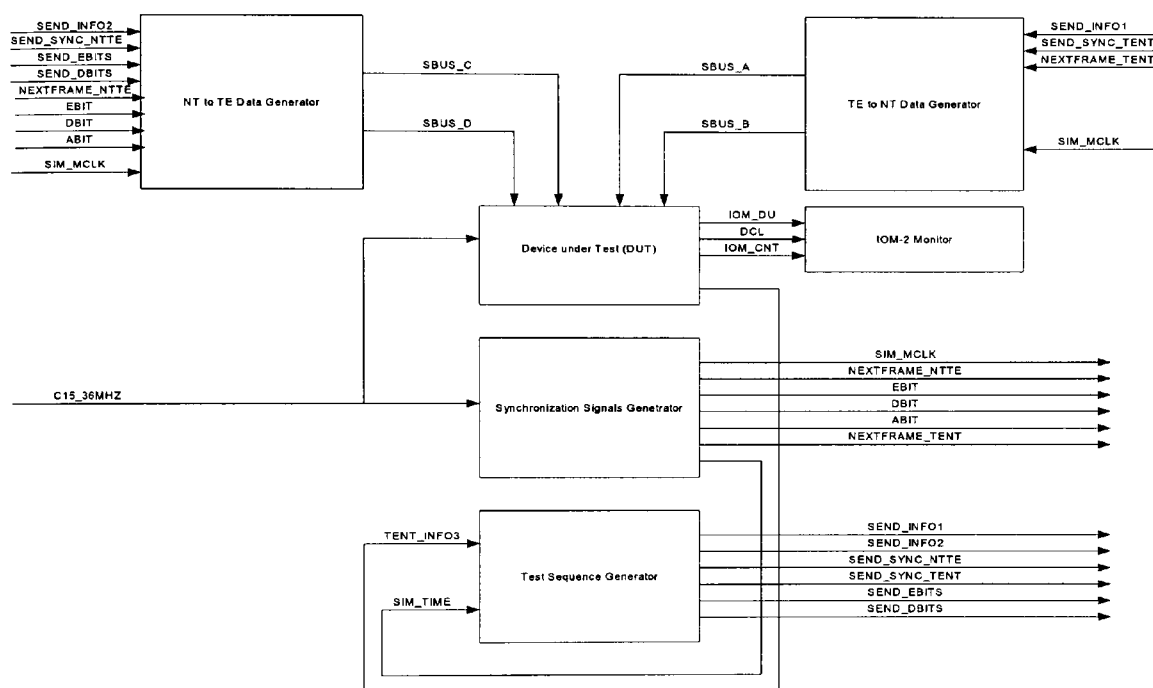 SEND_INFO2
SEND_SYNC_NTTE
SEND_EBITS
SEND_DBITS
NEXTFRAME_NTTE
EBIT
DBIT
ABIT
SIM_MCLK
NT to TE Data Generator
SBUS_C
SBUS_D
SBUS_A
SBUS_B
TE to NT Data Generator
SEND_INFO1
SEND_SYNC_TENT
NEXTFRAME_TENT
SIM_MCLK
Device under Test (DUT)
IOM_DU
DCL
IOM_CNT
IOM-2 Monitor
C15_36MHZ
Synchronization Signals Genetrator
SIM_MCLK
NEXTFRAME_NTTE
EBIT
DBIT
ABIT
NEXTFRAME_TENT
TENT_INFO3
SIM_TIME
Test Sequence Generator
SEND_INFO1
SEND_INFO2
SEND_SYNC_NTTE
SEND_SYNC_TENT
SEND_EBITS
SEND_DBITS